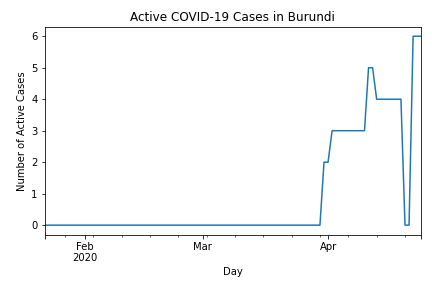 Active COVID-19 Cases in Burundi
Number of Active Cases
6
5
4
3
2
1
0
Feb
2020
Mar
Apr
Day